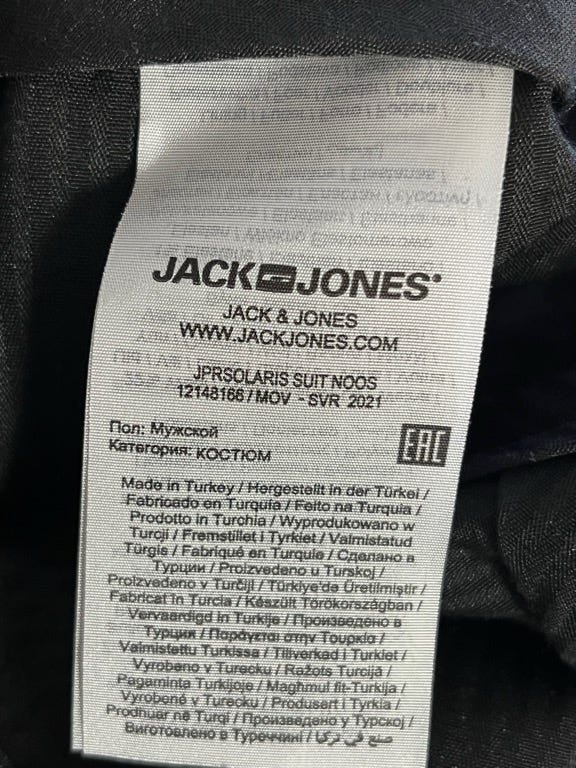 JACK JONES®
JACK & JONES
WWW.JACKJONES.COM
JPRSOLARIS SUIT NOOS
12148166 / MOV - SVR 2021
Пол: Мужской
Категория: КОСТЮМ
EAC
Made in Turkey / Hergestellt in der Türkei /
Fabricado en Turquía / Feito na Turquia /
Prodotto in Turchia / Wyprodukowano w
Turcji / Fremstillet i Tyrkiet / Valmistatud
Türgis / Fabriqué en Turquie / Сделано в
Турции / Proizvedeno u Turskoj /
Proizvedeno v Turčiji / Türkiye'de Üretilmiştir /
Fabricat în Turcia / Készült Törökországban /
Vervaardigd in Turkije / Произведено в
Турция / Παράγεται στην Τουρκία /
Valmistettu Turkissa / Tillverkad i Turkiet /
Vyrobeno v Turecku / Ražots Turcijā /
Pagaminta Turkijoje / Maghmul fit-Turkija /
Vyrobené v Turecku / Produsert i Tyrkia /
Prodhuar në Turqi / Произведено у Турској /
Виготовлено в Туреччині / صنع في تركيا /